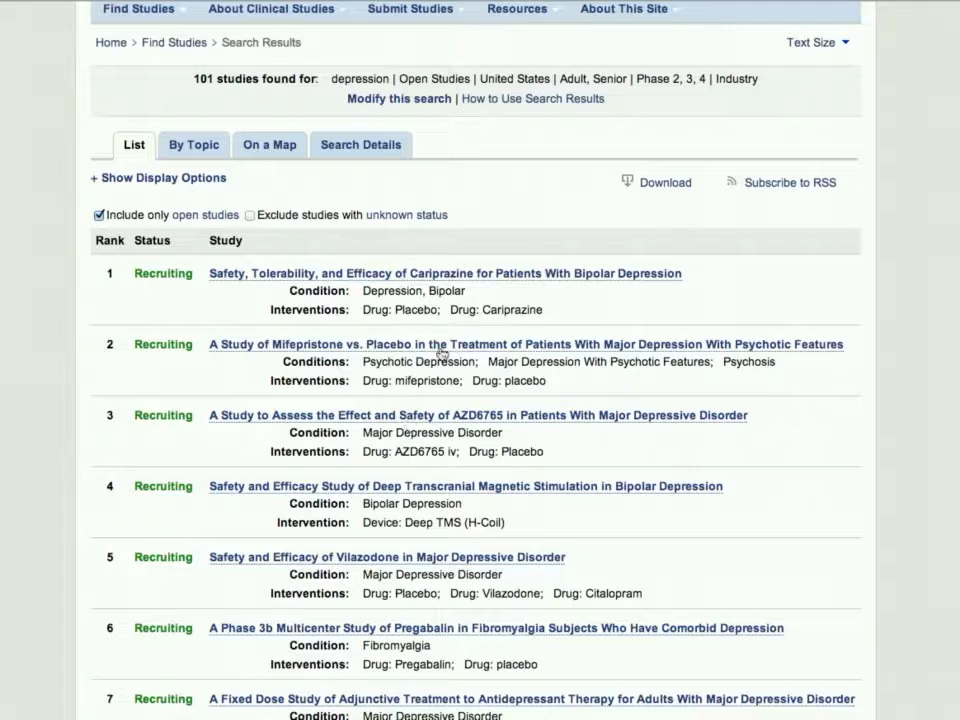 Find Studies About Clinical Studies Submit Studies Resources About This Site
Home > Find Studies > Search Results Text Size
101 studies found for: depression | Open Studies | United States | Adult, Senior | Phase 2, 3, 4 | Industry
Modify this search | How to Use Search Results
List By Topic On a Map Search Details
+ Show Display Options Download Subscribe to RSS
Include only open studies Exclude studies with unknown status
Rank Status Study
1 Recruiting Safety, Tolerability, and Efficacy of Cariprazine for Patients With Bipolar Depression
Condition: Depression, Bipolar
Interventions: Drug: Placebo; Drug: Cariprazine
2 Recruiting A Study of Mifepristone vs. Placebo in the Treatment of Patients With Major Depression With Psychotic Features
Conditions: Psychotic Depression; Major Depression With Psychotic Features; Psychosis
Interventions: Drug: mifepristone; Drug: placebo
3 Recruiting A Study to Assess the Effect and Safety of AZD6765 in Patients With Major Depressive Disorder
Condition: Major Depressive Disorder
Interventions: Drug: AZD6765 iv; Drug: Placebo
4 Recruiting Safety and Efficacy Study of Deep Transcranial Magnetic Stimulation in Bipolar Depression
Condition: Bipolar Depression
Intervention: Device: Deep TMS (H-Coil)
5 Recruiting Safety and Efficacy of Vilazodone in Major Depressive Disorder
Condition: Major Depressive Disorder
Interventions: Drug: Placebo; Drug: Vilazodone; Drug: Citalopram
6 Recruiting A Phase 3b Multicenter Study of Pregabalin in Fibromyalgia Subjects Who Have Comorbid Depression
Condition: Fibromyalgia
Interventions: Drug: Pregabalin; Drug: placebo
7 Recruiting A Fixed Dose Study of Adjunctive Treatment to Antidepressant Therapy for Adults With Major Depressive Disorder
Condition: Major Depressive Disorder